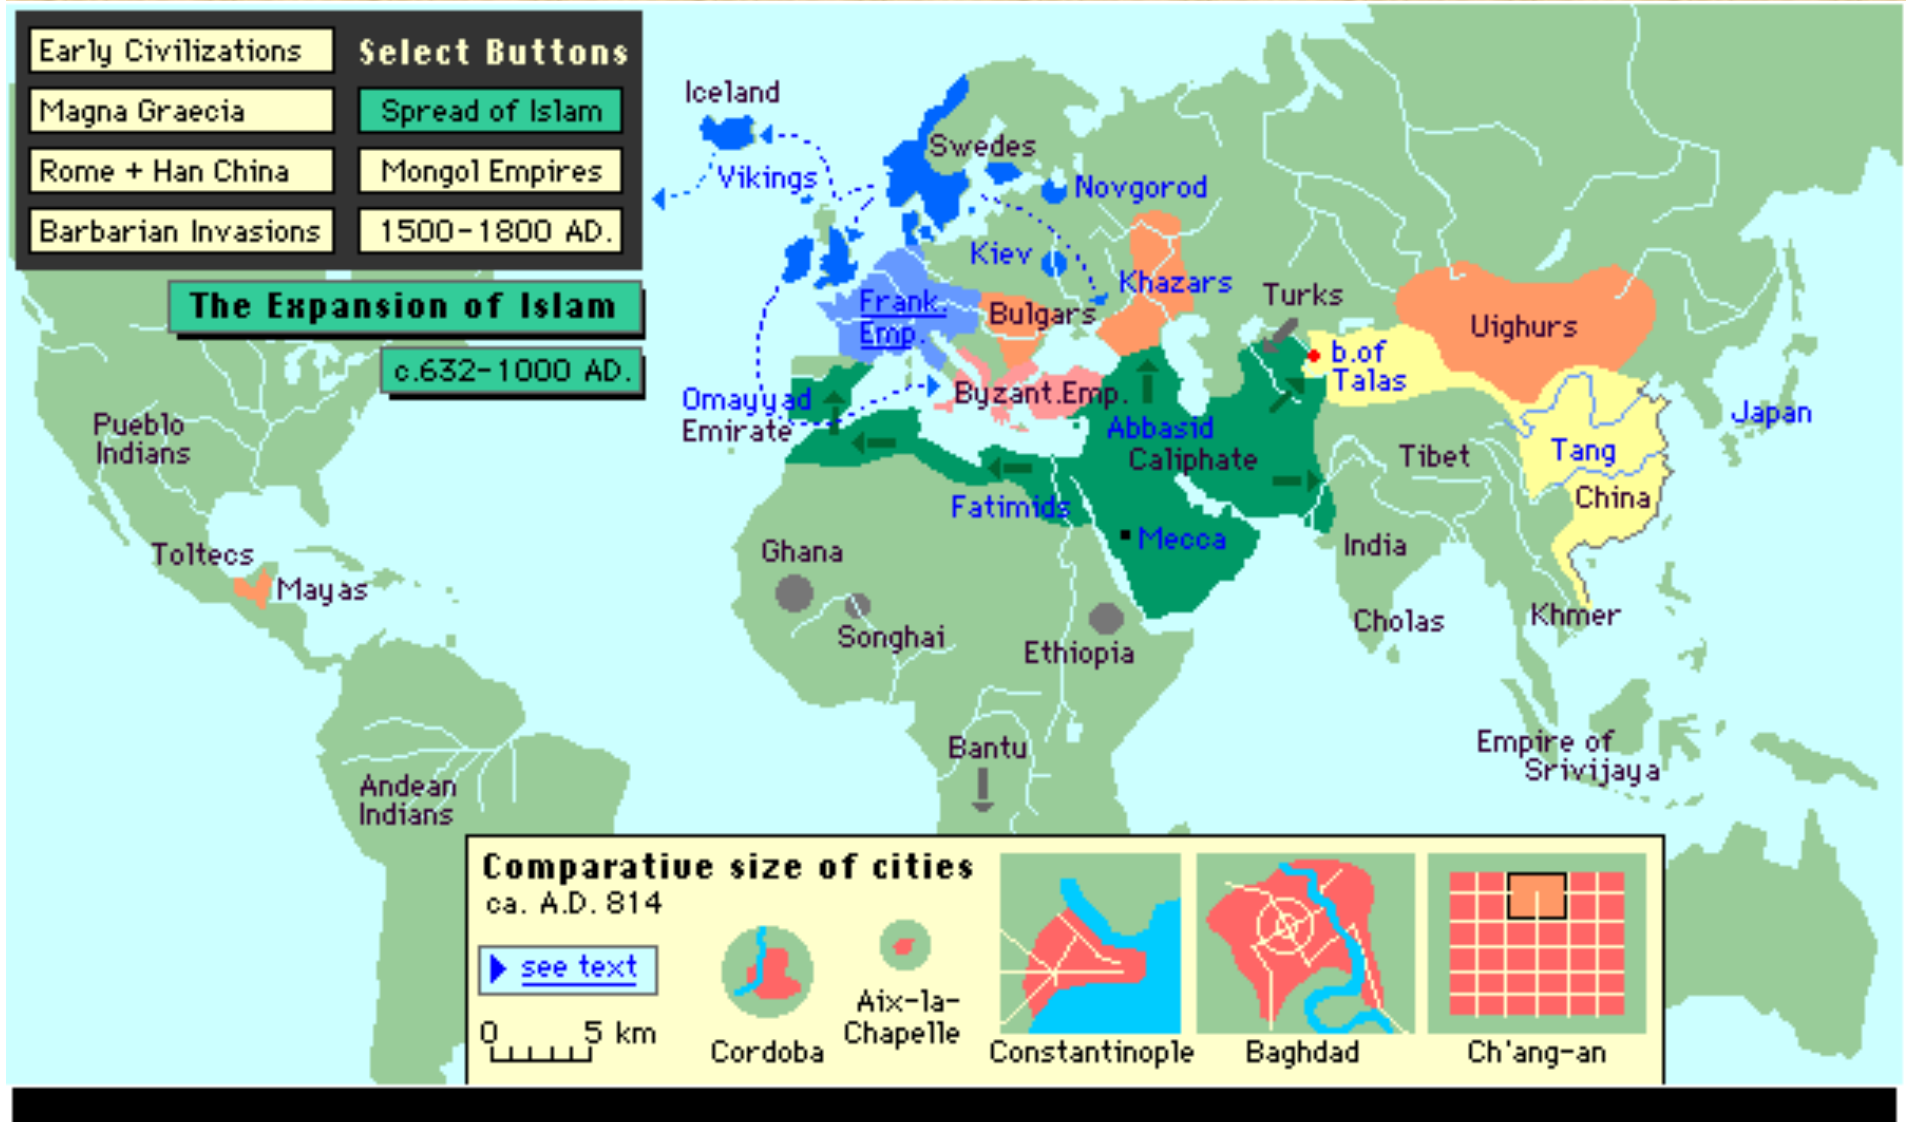 Early Civilizations
Select Buttons
Magna Graecia
Spread of Islam
Rome + Han China
Mongol Empires
Barbarian Invasions
1500-1800 AD.
The Expansion of Islam
c.632-1000 AD.
Iceland
Vikings
Swedes
Novgorod
Kiev
Khazars
Turks
Frank.
Emp.
Bulgars
Uighurs
b.of
Talas
Omayyad
Emirate
Byzant.Emp.
Abbasid
Caliphate
Tibet
Tang
China
Japan
Pueblo
Indians
Fatimids
Mecca
India
Toltecs
Mayas
Ghana
Songhai
Ethiopia
Cholas
Khmer
Bantu
Empire of
Srivijaya
Andean
Indians
Comparative size of cities
ca. A.D. 814
see text
0 5 km
Cordoba
Aix-la-
Chapelle
Constantinople
Baghdad
Ch'ang-an